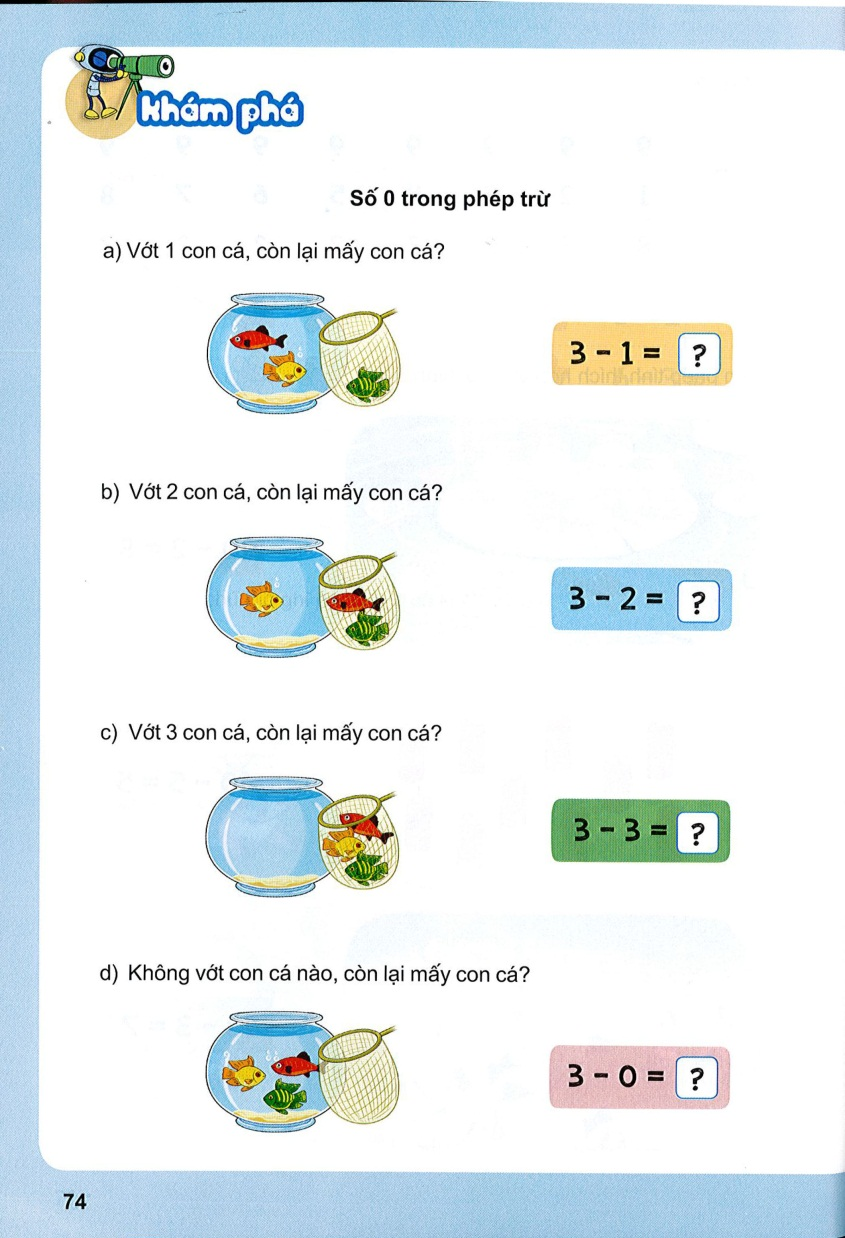 Khám phá
Số 0 trong phép trừ
a) Vớt 1 con cá, còn lại mấy con cá?
3 - 1 = ?
b) Vớt 2 con cá, còn lại mấy con cá?
3 - 2 = ?
c) Vớt 3 con cá, còn lại mấy con cá?
3 - 3 = ?
d) Không vớt con cá nào, còn lại mấy con cá?
3 - 0 = ?
74